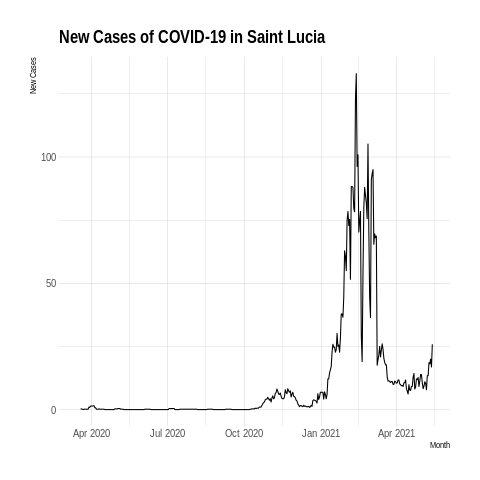 New Cases of COVID-19 in Saint Lucia
New Cases
100
50
0
Apr 2020 Jul 2020 Oct 2020 Jan 2021 Apr 2021
Month